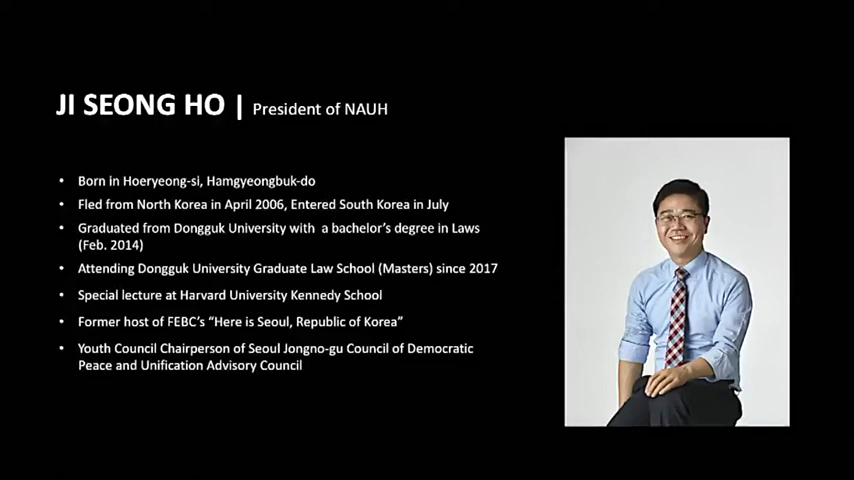 JI SEONG HO | President of NAUH
• Born in Hoeryeong-si, Hamgyeongbuk-do
• Fled from North Korea in April 2006, Entered South Korea in July
• Graduated from Dongguk University with a bachelor's degree in Laws
(Feb. 2014)
• Attending Dongguk University Graduate Law School (Masters) since 2017
• Special lecture at Harvard University Kennedy School
• Former host of FEBC's "Here is Seoul, Republic of Korea"
• Youth Council Chairperson of Seoul Jongno-gu Council of Democratic
Peace and Unification Advisory Council